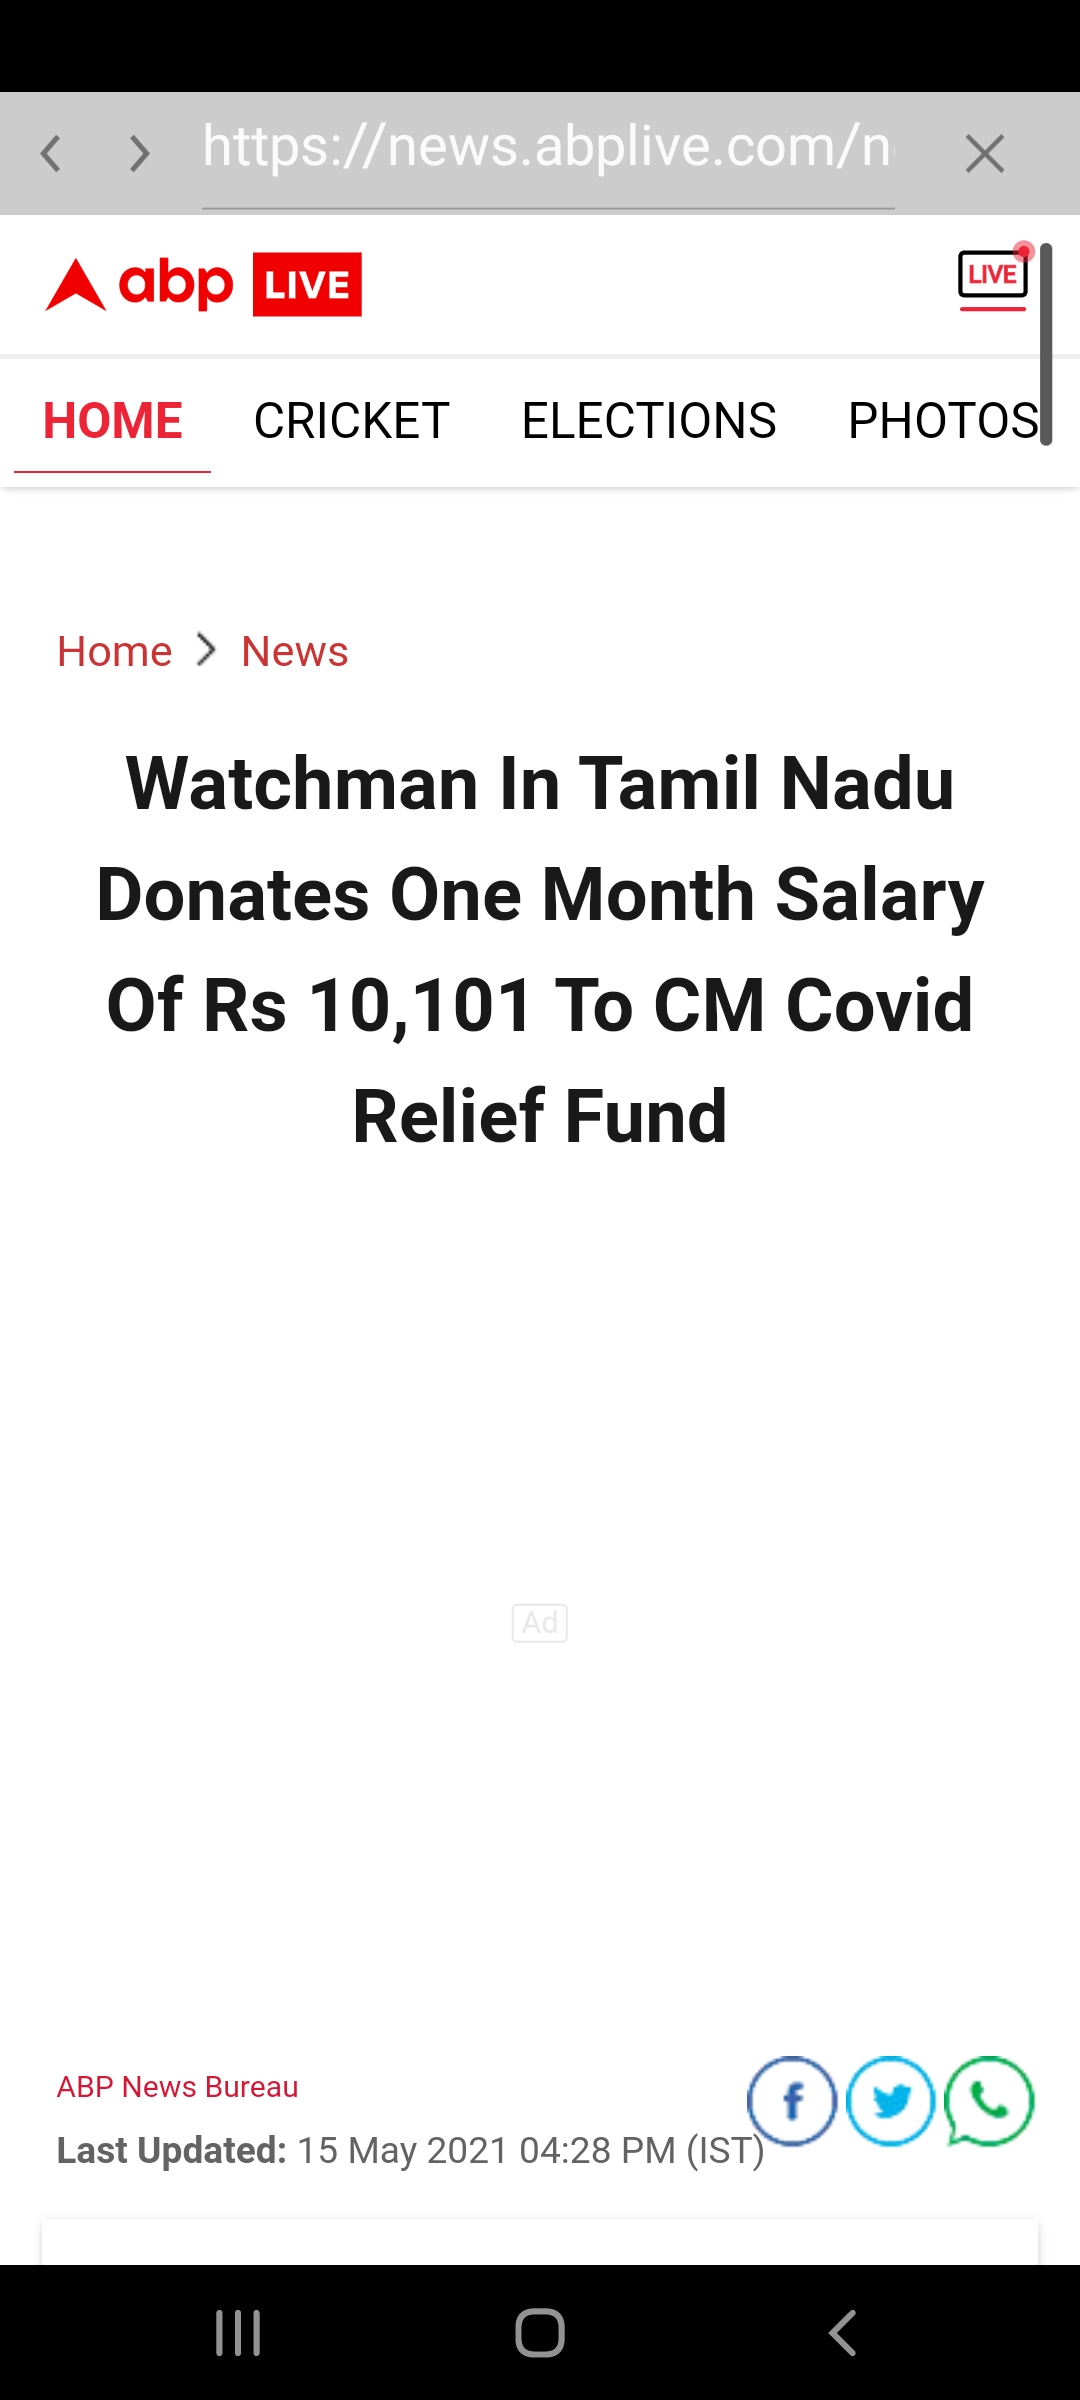 https://news.abplive.com/n
abp LIVE
LIVE
HOME CRICKET ELECTIONS PHOTOS
Home > News
Watchman In Tamil Nadu
Donates One Month Salary
Of Rs 10,101 To CM Covid
Relief Fund
Ad
ABP News Bureau
Last Updated: 15 May 2021 04:28 PM (IST)